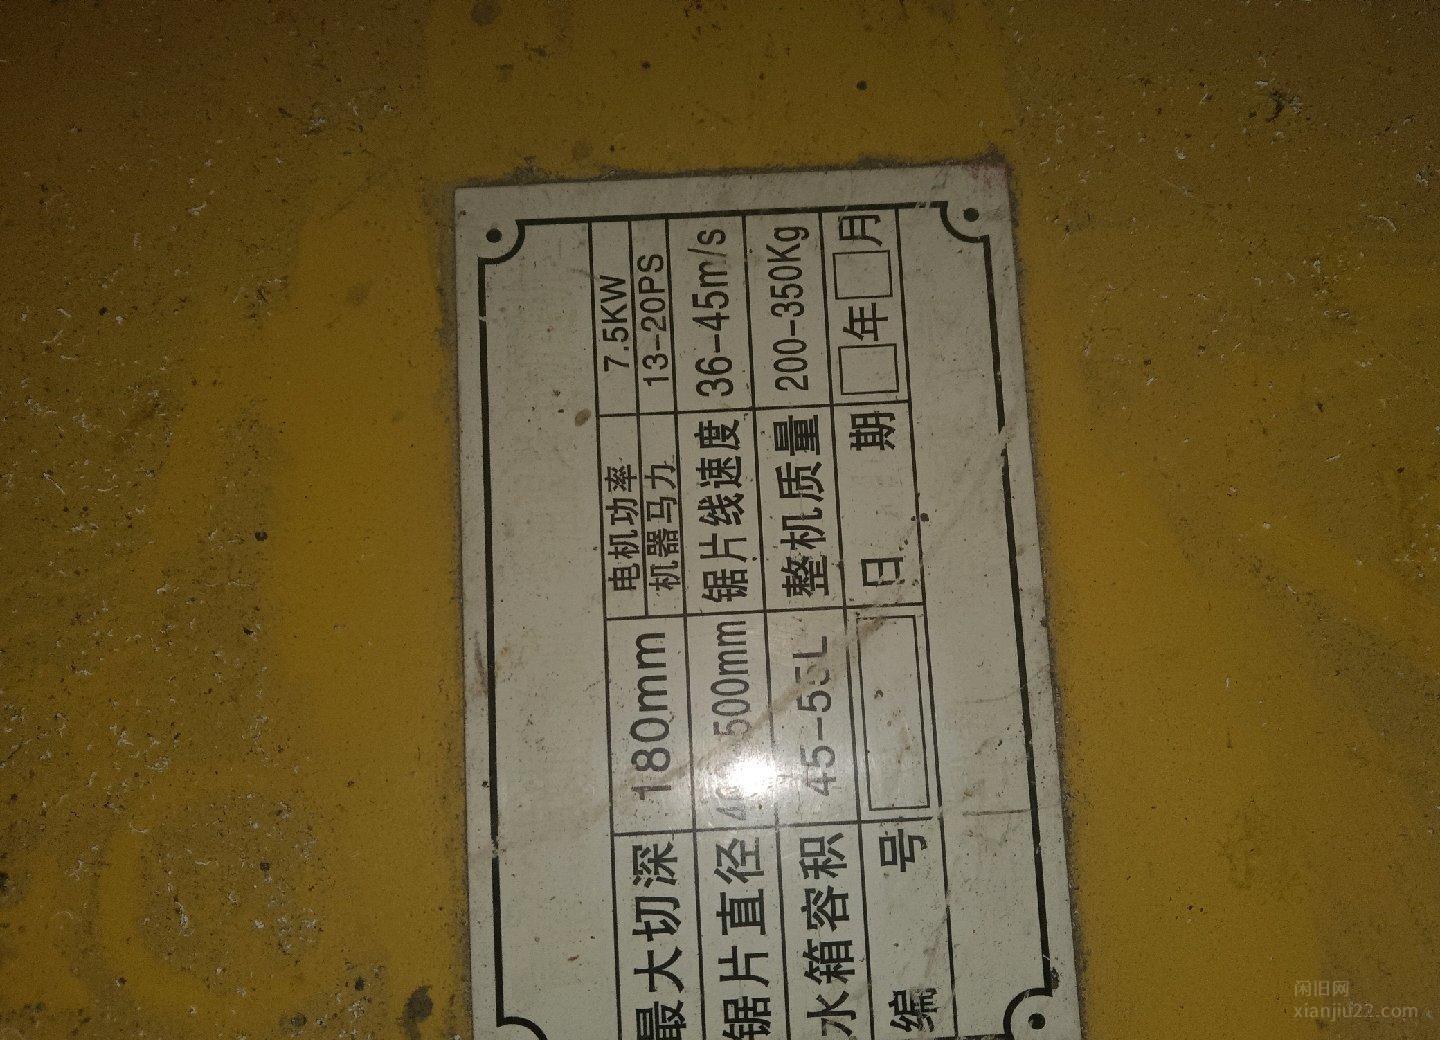 最大切深 180mm 电机功率 7.5KW
机器马力 13-20PS
锯片直径 500mm 锯片线速度 36-45m/s
水箱容积 45-55L 整机质量 200-350Kg
编号 日期 年 月
闲旧网
xianjiu22.com